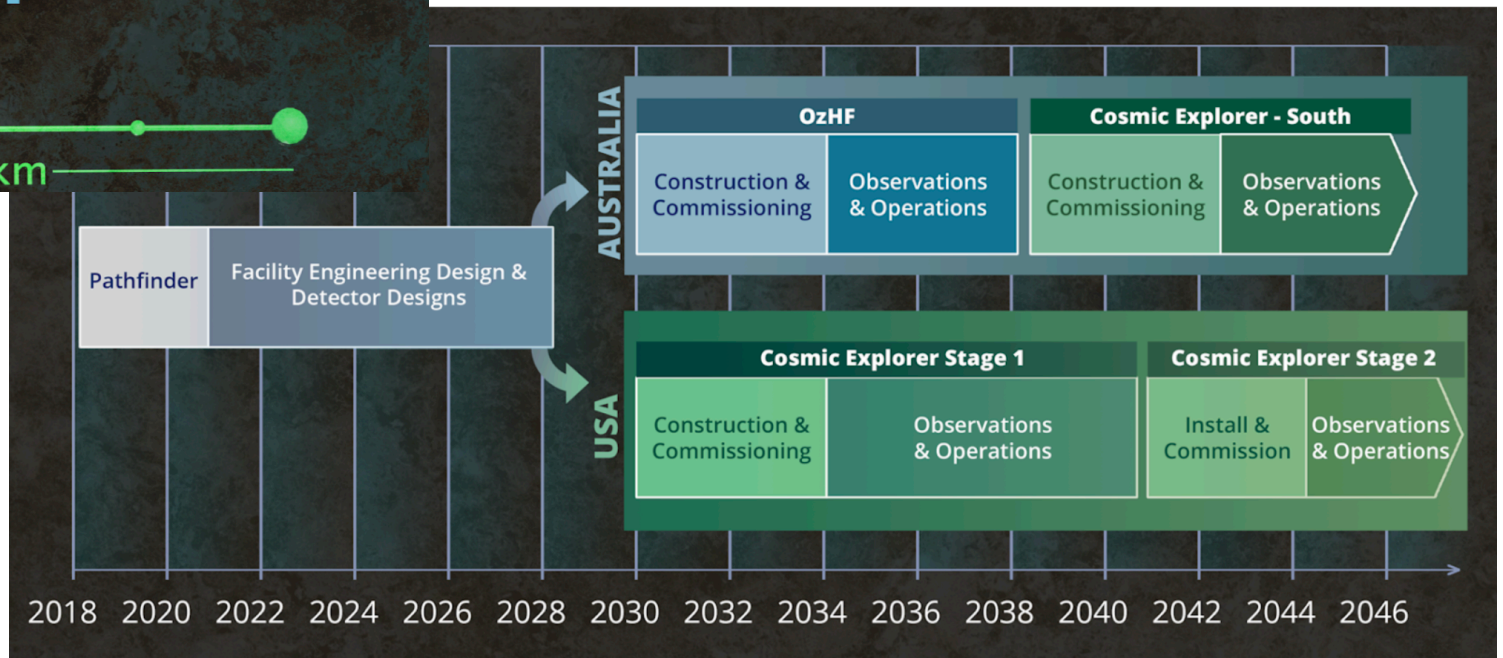 km
AUSTRALIA
OzHF
Construction &
Commissioning
Observations
& Operations
Cosmic Explorer - South
Construction &
Commissioning
Observations
& Operations
Pathfinder
Facility Engineering Design &
Detector Designs
USA
Cosmic Explorer Stage 1
Construction &
Commissioning
Observations
& Operations
Cosmic Explorer Stage 2
Install &
Commission
Observations
& Operations
2018 2020 2022 2024 2026 2028 2030 2032 2034 2036 2038 2040 2042 2044 2046